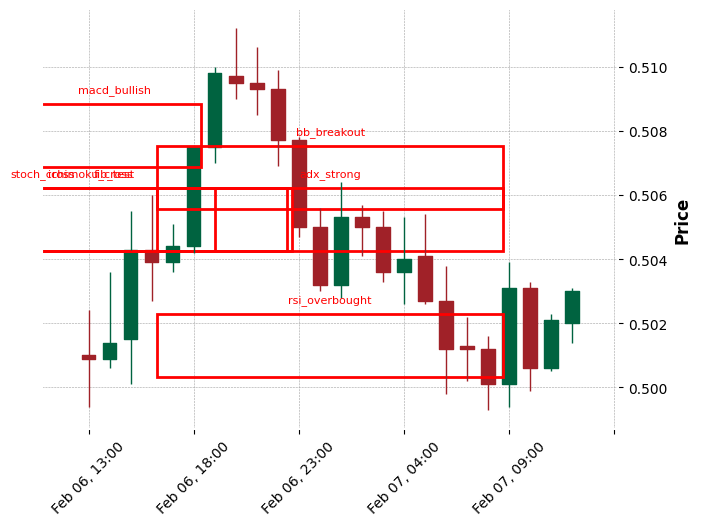 macd_bullish
bb_breakout
stoch_cross
ichimoku_cross
fib_test
adx_strong
rsi_overbought
0.510
0.508
0.506
0.504
0.502
0.500
Price
Feb 06, 13:00
Feb 06, 18:00
Feb 06, 23:00
Feb 07, 04:00
Feb 07, 09:00